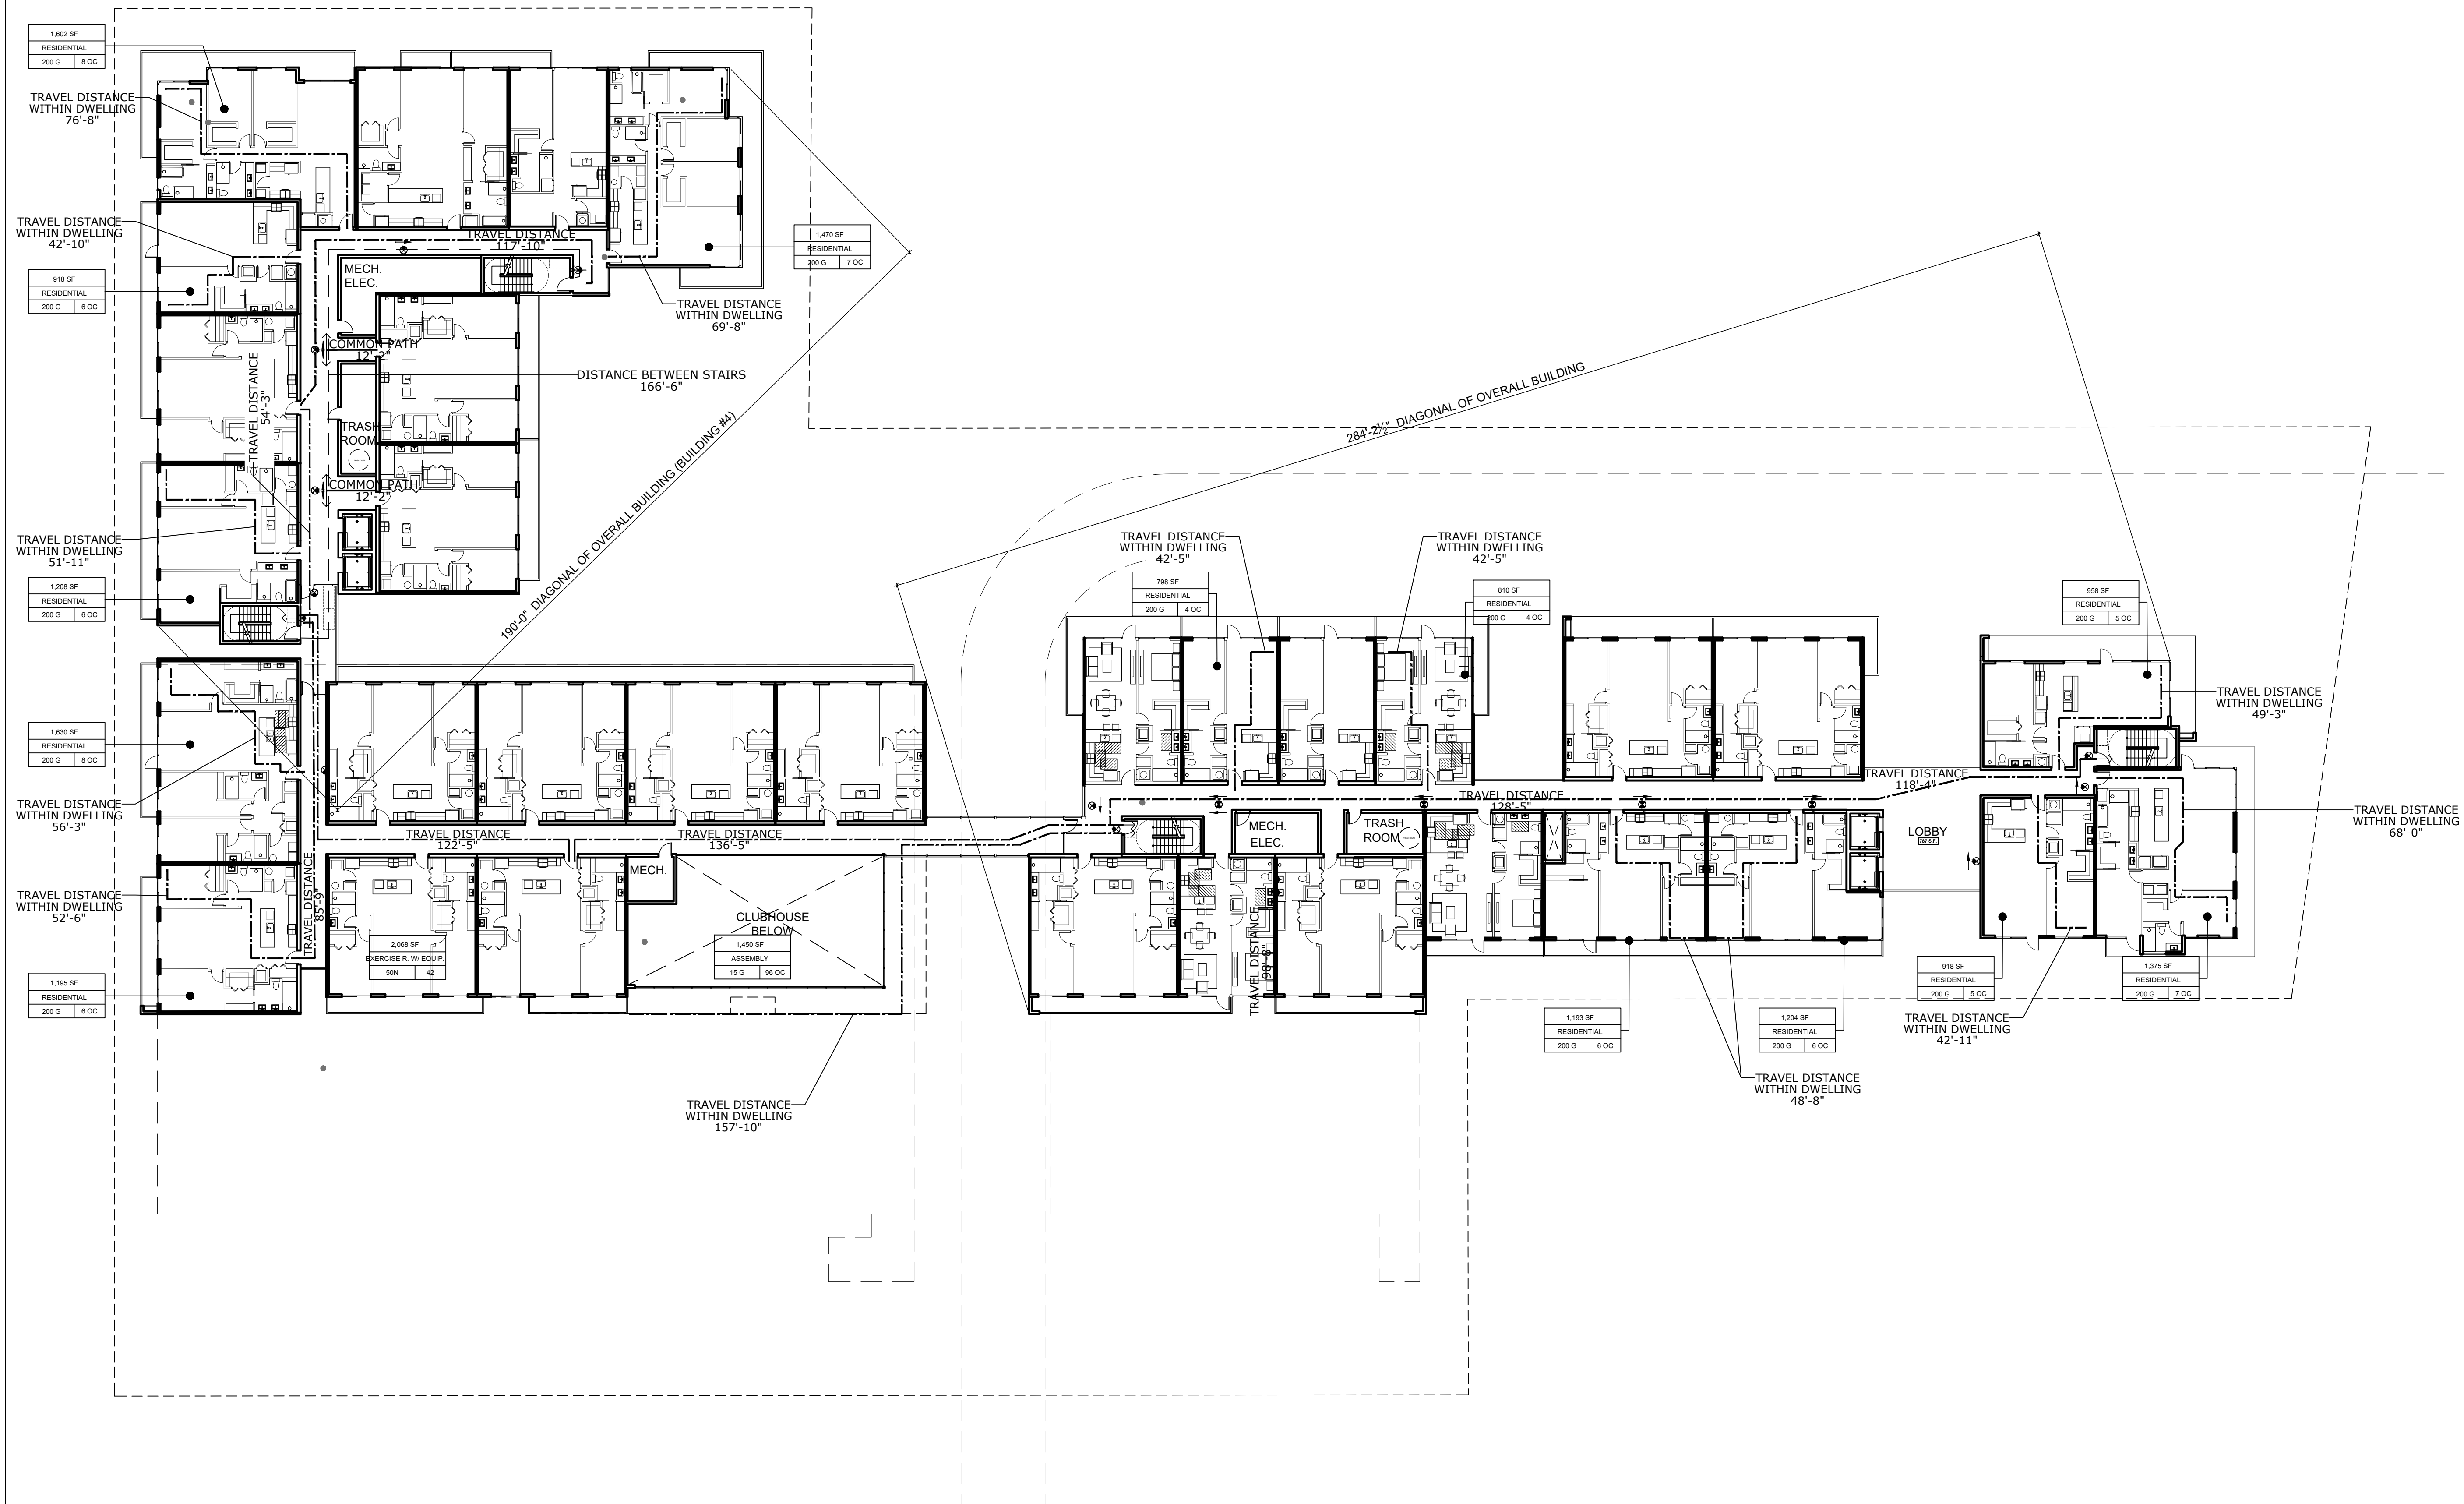 1,602 SF
RESIDENTIAL
200 G 8 OC
TRAVEL DISTANCE
WITHIN DWELLING
76'-8"
TRAVEL DISTANCE
WITHIN DWELLING
42'-10"
918 SF
RESIDENTIAL
200 G 6 OC
TRAVEL DISTANCE
117'-10"
MECH.
ELEC.
1,470 SF
RESIDENTIAL
200 G 7 OC
TRAVEL DISTANCE
WITHIN DWELLING
69'-8"
COMMON PATH
12'-2"
DISTANCE BETWEEN STAIRS
166'-6"
TRAVEL DISTANCE
54'-3"
TRASH
ROOM
COMMON PATH
12'-2"
190'-0" DIAGONAL OF OVERALL BUILDING (BUILDING #4)
284'-2½" DIAGONAL OF OVERALL BUILDING
TRAVEL DISTANCE
WITHIN DWELLING
51'-11"
1,208 SF
RESIDENTIAL
200 G 6 OC
TRAVEL DISTANCE
WITHIN DWELLING
42'-5"
TRAVEL DISTANCE
WITHIN DWELLING
42'-5"
798 SF
RESIDENTIAL
200 G 4 OC
810 SF
RESIDENTIAL
200 G 4 OC
958 SF
RESIDENTIAL
200 G 5 OC
TRAVEL DISTANCE
WITHIN DWELLING
49'-3"
1,630 SF
RESIDENTIAL
200 G 8 OC
TRAVEL DISTANCE
WITHIN DWELLING
56'-3"
TRAVEL DISTANCE
122'-5"
TRAVEL DISTANCE
136'-5"
TRAVEL DISTANCE
128'-5"
TRAVEL DISTANCE
118'-4"
MECH.
ELEC.
TRASH
ROOM
LOBBY
TRAVEL DISTANCE
WITHIN DWELLING
68'-0"
MECH.
TRAVEL DISTANCE
WITHIN DWELLING
52'-6"
TRAVEL DISTANCE
85'-9"
CLUBHOUSE
BELOW
2,068 SF
EXERCISE R. W/ EQUIP.
50N 42
1,450 SF
ASSEMBLY
15 G 96 OC
TRAVEL DISTANCE
98'-8"
1,195 SF
RESIDENTIAL
200 G 6 OC
918 SF
RESIDENTIAL
200 G 5 OC
1,375 SF
RESIDENTIAL
200 G 7 OC
1,193 SF
RESIDENTIAL
200 G 6 OC
1,204 SF
RESIDENTIAL
200 G 6 OC
TRAVEL DISTANCE
WITHIN DWELLING
42'-11"
TRAVEL DISTANCE
WITHIN DWELLING
48'-8"
TRAVEL DISTANCE
WITHIN DWELLING
157'-10"